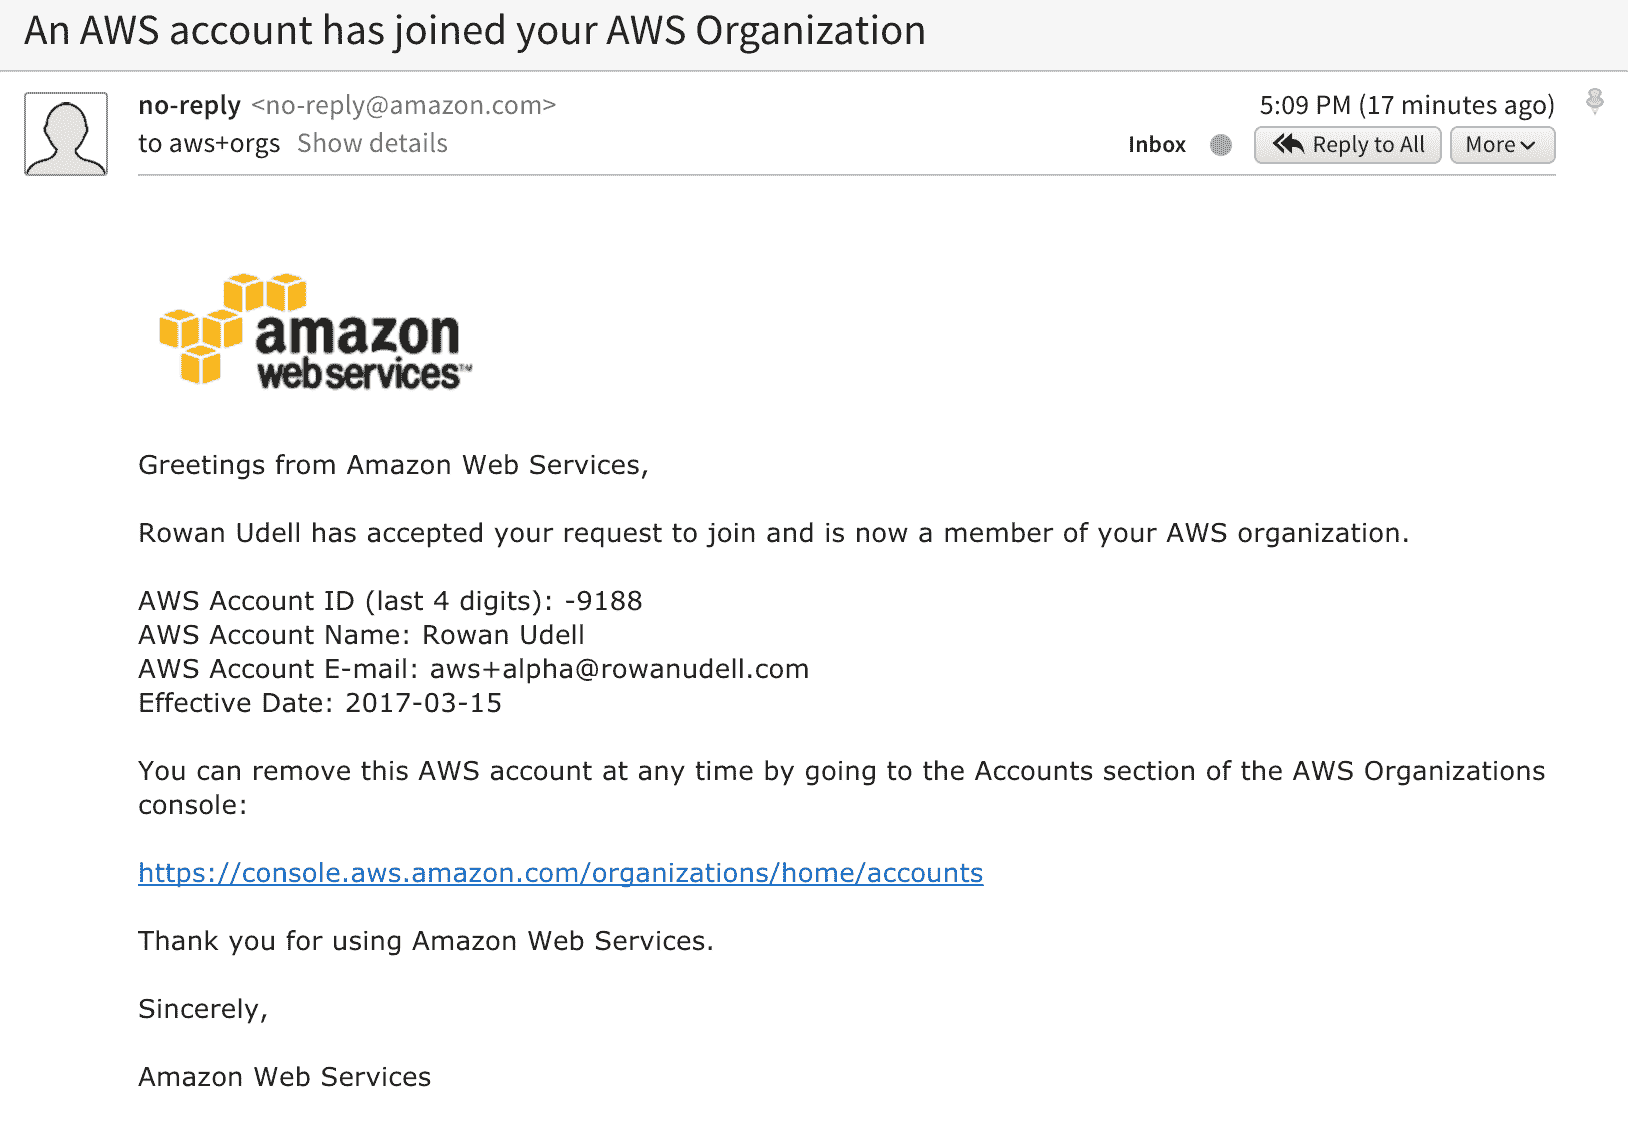 An AWS account has joined your AWS Organization
no-reply <no-reply@amazon.com>
5:09 PM (17 minutes ago)
to aws+orgs Show details
Inbox
Reply to All
More
amazon
webservices™
Greetings from Amazon Web Services,
Rowan Udell has accepted your request to join and is now a member of your AWS organization.
AWS Account ID (last 4 digits): -9188
AWS Account Name: Rowan Udell
AWS Account E-mail: aws+alpha@rowanudell.com
Effective Date: 2017-03-15
You can remove this AWS account at any time by going to the Accounts section of the AWS Organizations
console:
https://console.aws.amazon.com/organizations/home/accounts
Thank you for using Amazon Web Services.
Sincerely,
Amazon Web Services